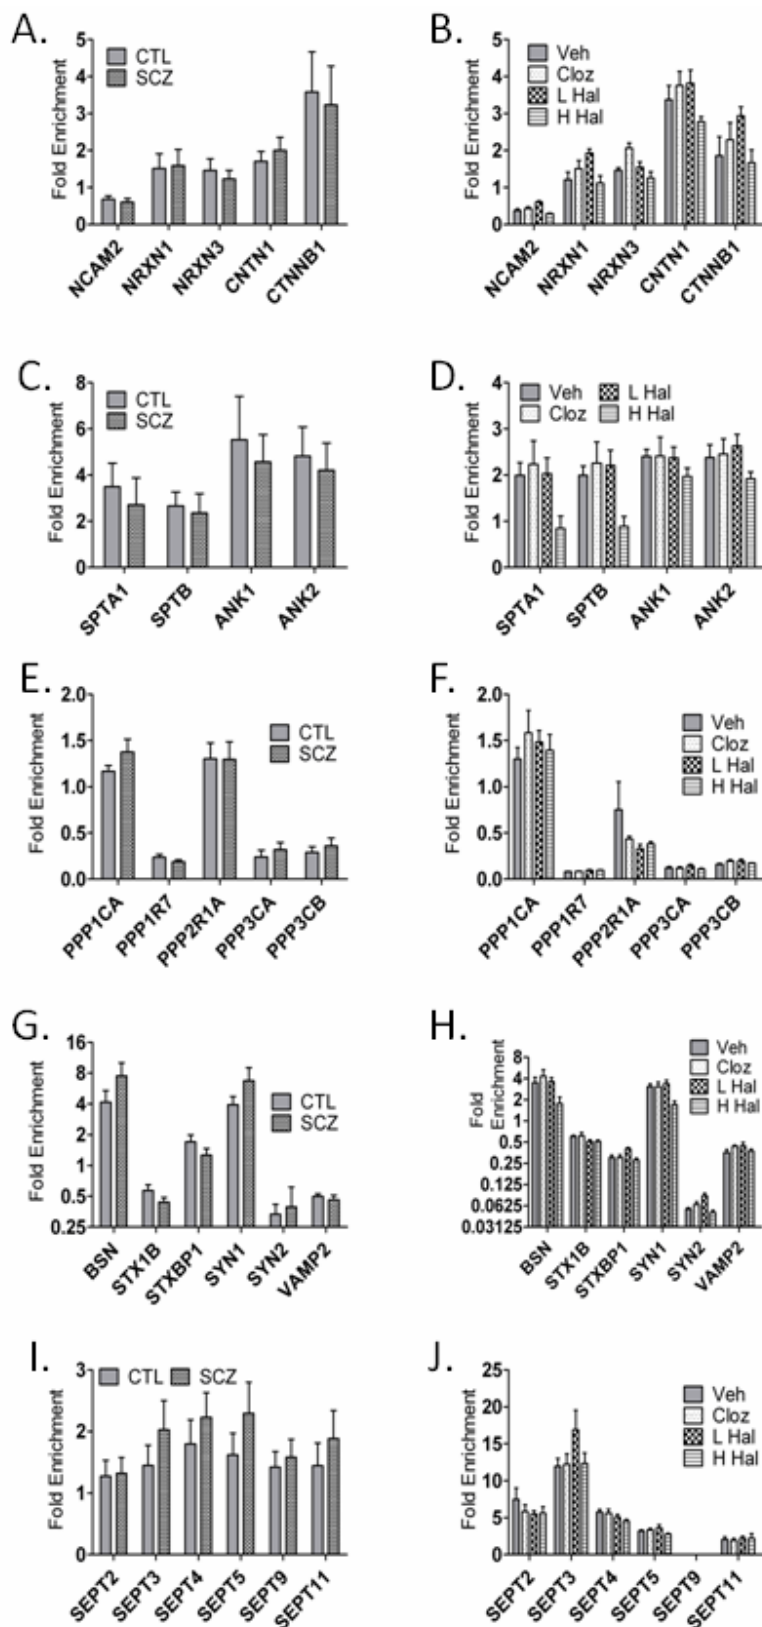 A.
Fold Enrichment
5
4
3
2
1
0
CTL
SCZ
NCAM2
NRXN1
NRXN3
CNTN1
CTNNB1
B.
Fold Enrichment
5
4
3
2
1
0
Veh
Cloz
L Hal
H Hal
NCAM2
NRXN1
NRXN3
CNTN1
CTNNB1
C.
Fold Enrichment
8
6
4
2
0
CTL
SCZ
SPTA1
SPTB
ANK1
ANK2
D.
Fold Enrichment
4
3
2
1
0
Veh
L Hal
Cloz
H Hal
SPTA1
SPTB
ANK1
ANK2
E.
Fold Enrichment
2.0
1.5
1.0
0.5
0.0
CTL
SCZ
PPP1CA
PPP1R7
PPP2R1A
PPP3CA
PPP3CB
F.
Fold Enrichment
2.0
1.5
1.0
0.5
0.0
Veh
Cloz
L Hal
H Hal
PPP1CA
PPP1R7
PPP2R1A
PPP3CA
PPP3CB
G.
Fold Enrichment
16
8
4
2
1
0.5
0.25
CTL
SCZ
BSN
STX1B
STXBP1
SYN1
SYN2
VAMP2
H.
Fold
Enrichment
8
4
2
1
0.5
0.25
0.125
0.0625
0.03125
Veh
Cloz
L Hal
H Hal
BSN
STX1B
STXBP1
SYN1
SYN2
VAMP2
I.
Fold Enrichment
3
2
1
0
CTL
SCZ
SEPT2
SEPT3
SEPT4
SEPT5
SEPT9
SEPT11
J.
Fold Enrichment
25
20
15
10
5
0
Veh
Cloz
L Hal
H Hal
SEPT2
SEPT3
SEPT4
SEPT5
SEPT9
SEPT11